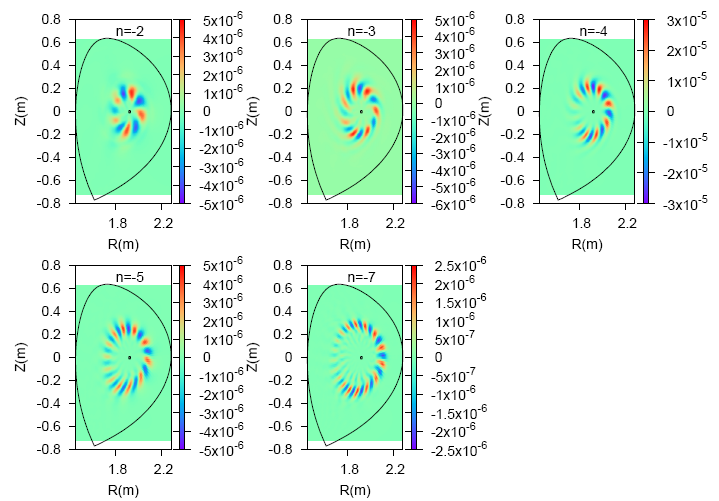 n=-2
0.8
0.6
0.4
0.2
0
-0.2
-0.4
-0.6
-0.8
Z(m)
1.8 2.2
R(m)
5x10-6
4x10-6
3x10-6
2x10-6
1x10-6
0
-1x10-6
-2x10-6
-3x10-6
-4x10-6
-5x10-6
n=-3
0.8
0.6
0.4
0.2
0
-0.2
-0.4
-0.6
-0.8
Z(m)
1.8 2.2
R(m)
5x10-6
4x10-6
3x10-6
2x10-6
1x10-6
0
-1x10-6
-2x10-6
-3x10-6
-4x10-6
-5x10-6
-6x10-6
n=-4
0.8
0.6
0.4
0.2
0
-0.2
-0.4
-0.6
-0.8
Z(m)
1.8 2.2
R(m)
3x10-5
2x10-5
1x10-5
0
-1x10-5
-2x10-5
-3x10-5
n=-5
0.8
0.6
0.4
0.2
0
-0.2
-0.4
-0.6
-0.8
Z(m)
1.8 2.2
R(m)
5x10-6
4x10-6
3x10-6
2x10-6
1x10-6
0
-1x10-6
-2x10-6
-3x10-6
-4x10-6
-5x10-6
n=-7
0.8
0.6
0.4
0.2
0
-0.2
-0.4
-0.6
-0.8
Z(m)
1.8 2.2
R(m)
2.5x10-6
2x10-6
1.5x10-6
1x10-6
5x10-7
0
-5x10-7
-1x10-6
-1.5x10-6
-2x10-6
-2.5x10-6